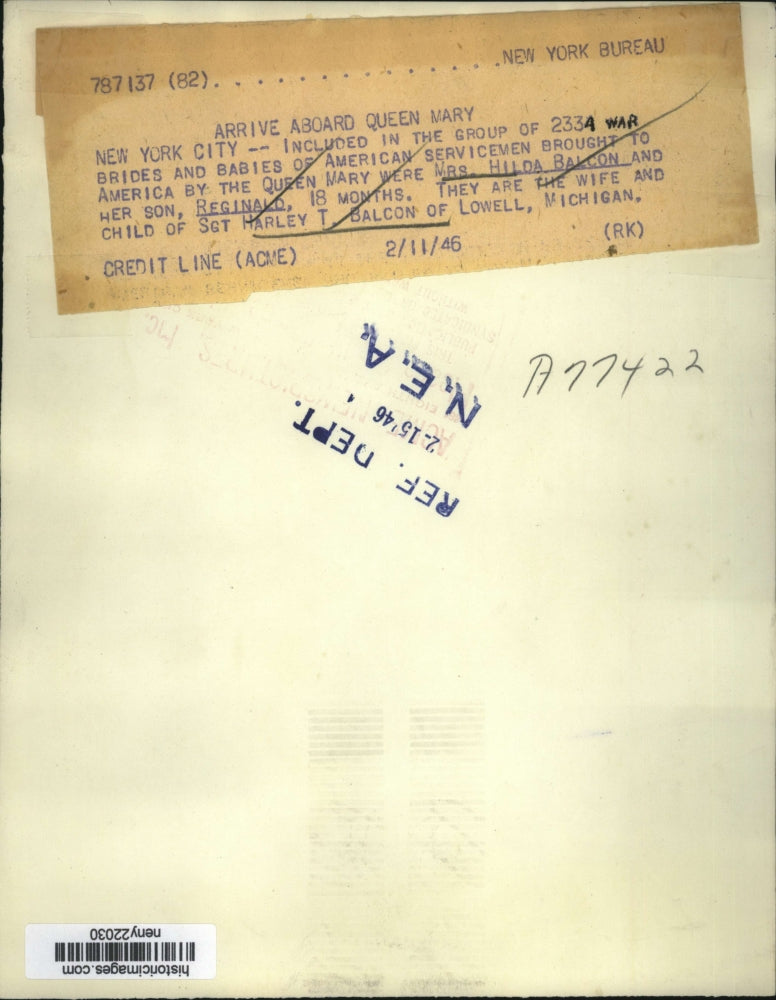 787137 (82). . . . . . . . . . . . . . . .NEW YORK BUREAU
ARRIVE ABOARD QUEEN MARY
NEW YORK CITY -- INCLUDED IN THE GROUP OF 2334 WAR
BRIDES AND BABIES OF AMERICAN SERVICEMEN BROUGHT TO
AMERICA BY THE QUEEN MARY WERE MRS. HILDA BALCON AND
HER SON, REGINALD, 18 MONTHS. THEY ARE THE WIFE AND
CHILD OF SGT HARLEY T. BALCON OF LOWELL, MICHIGAN.
CREDIT LINE (ACME) 2/11/46 (RK)
A77422
N.E.A.
2-15'46
REF. DEPT.
neny22030
historicimages.com